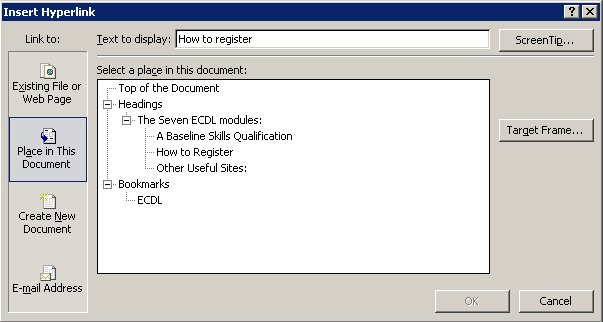 Insert Hyperlink
Link to:
Text to display:
How to register
ScreenTip...
Existing File or
Web Page
Place in This
Document
Create New
Document
E-mail Address
Select a place in this document:
Top of the Document
Headings
The Seven ECDL modules:
A Baseline Skills Qualification
How to Register
Other Useful Sites:
Bookmarks
ECDL
Target Frame...
OK
Cancel